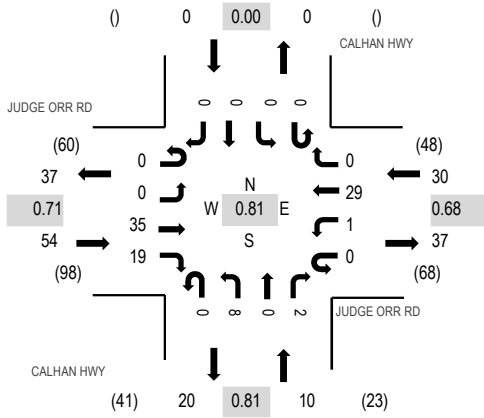 () 0 0.00 0 ()
CALHAN HWY
JUDGE ORR RD
0 0 0 0
(60) (48)
37 0 0 30
0 N 29
0.71 W 0.81 E 0.68
35 1
54 S 37
19 0
(98) (68)
0 8 0 2
JUDGE ORR RD
CALHAN HWY
(41) 20 0.81 10 (23)